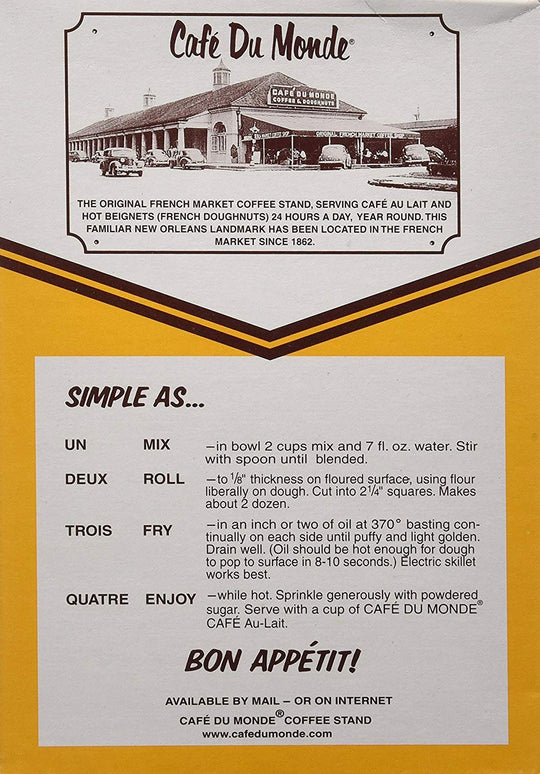 Café Du Monde®
CAFÉ DU MONDE
COFFEE & DOUGHNUTS
ORIGINAL FRENCH MARKET COFFEE
THE ORIGINAL FRENCH MARKET COFFEE STAND, SERVING CAFÉ AU LAIT AND
HOT BEIGNETS (FRENCH DOUGHNUTS) 24 HOURS A DAY, YEAR ROUND. THIS
FAMILIAR NEW ORLEANS LANDMARK HAS BEEN LOCATED IN THE FRENCH
MARKET SINCE 1862.
SIMPLE AS...
UN MIX —in bowl 2 cups mix and 7 fl. oz. water. Stir
with spoon until blended.
DEUX ROLL —to 1/8" thickness on floured surface, using flour
liberally on dough. Cut into 2 1/4" squares. Makes
about 2 dozen.
TROIS FRY —in an inch or two of oil at 370° basting con-
tinually on each side until puffy and light golden.
Drain well. (Oil should be hot enough for dough
to pop to surface in 8-10 seconds.) Electric skillet
works best.
QUATRE ENJOY —while hot. Sprinkle generously with powdered
sugar. Serve with a cup of CAFÉ DU MONDE®
CAFÉ Au-Lait.
BON APPÉTIT!
AVAILABLE BY MAIL – OR ON INTERNET
CAFÉ DU MONDE® COFFEE STAND
www.cafedumonde.com